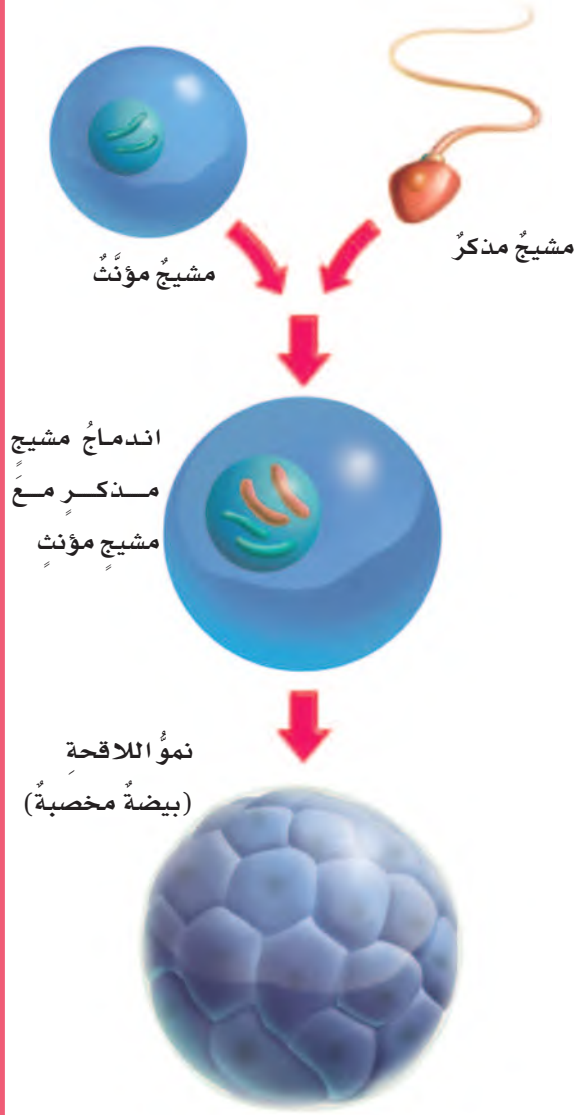 مشيجٌ مذكرٌ
مشيجٌ مؤنَّثٌ
اندماجُ مشيجٍ
مذكرٍ معَ
مشيجٍ مؤنثٍ
نموُّ اللاقحةِ
(بيضةٌ مخصبةٌ)